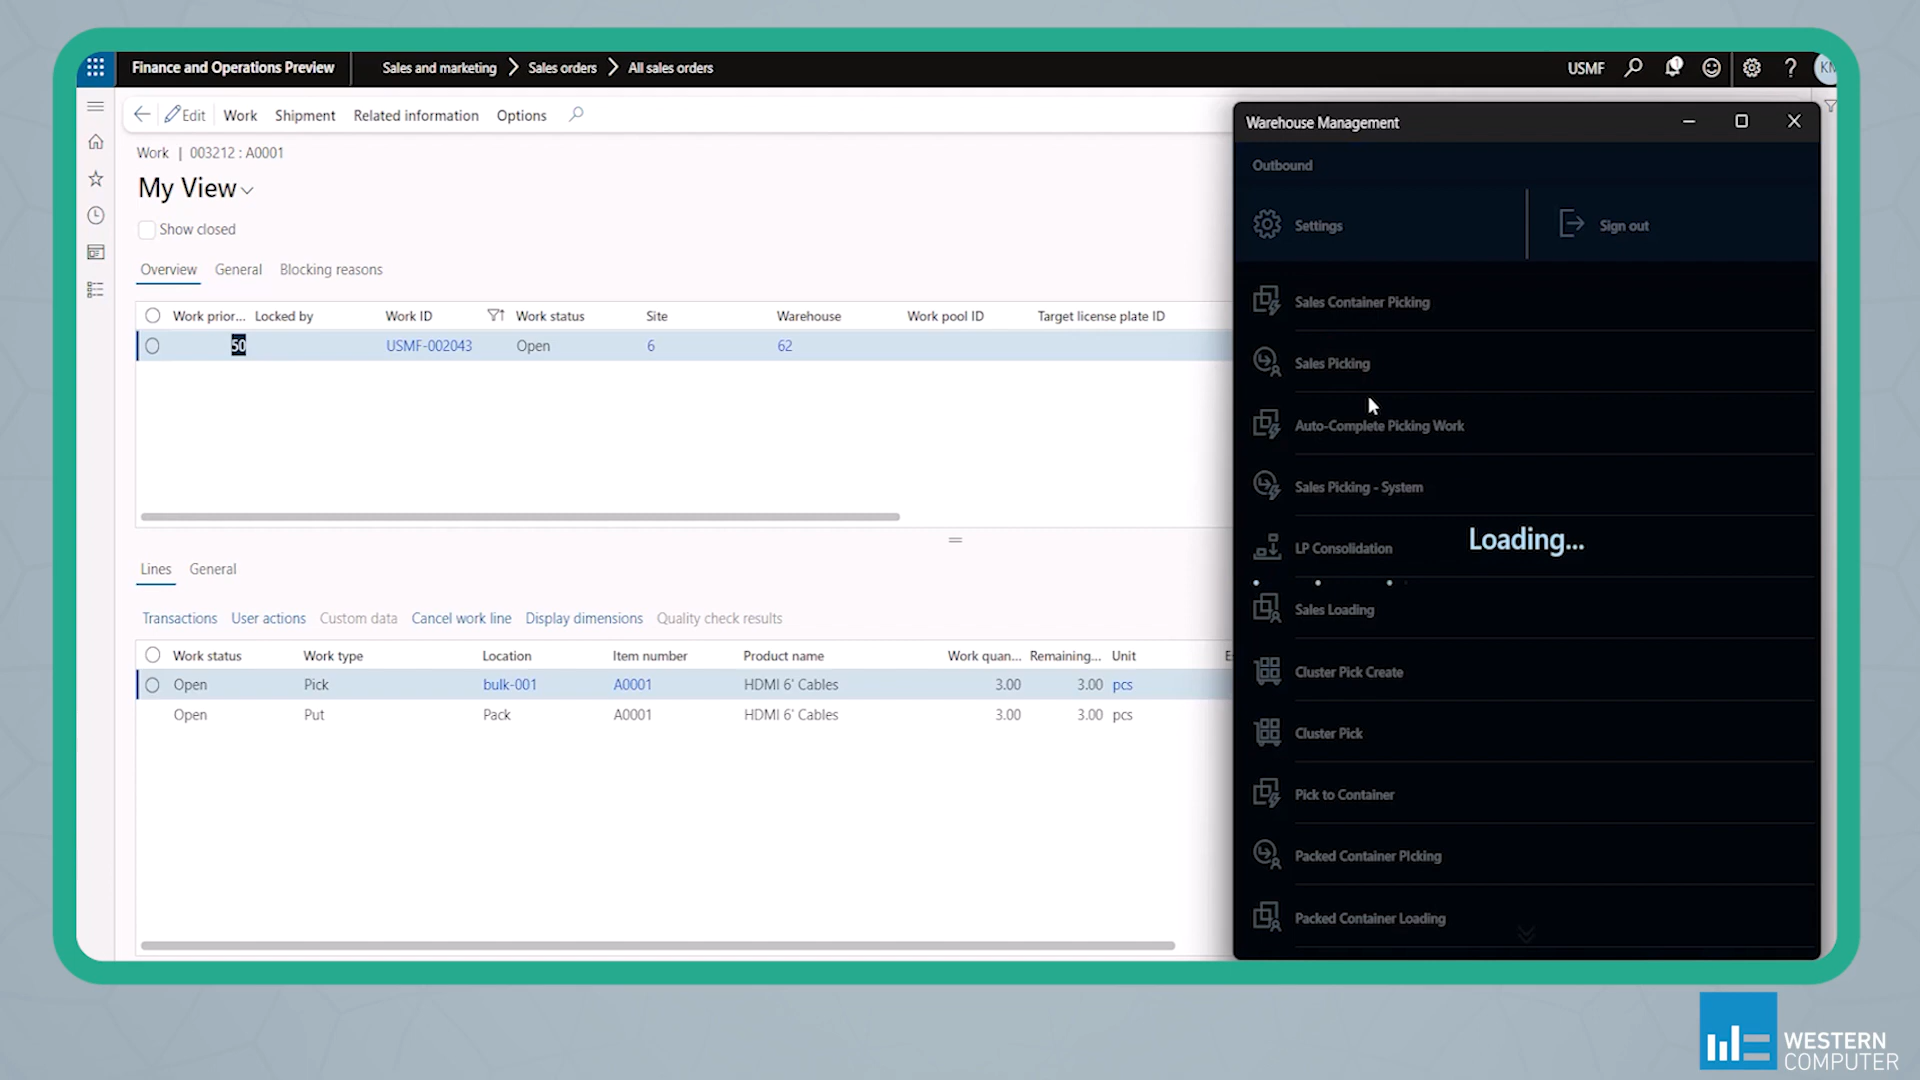 Finance and Operations Preview
Sales and marketing > Sales orders > All sales orders
USMF
Edit Work Shipment Related information Options
Work | 003212 : A0001
My View
Show closed
Overview General Blocking reasons
Work prior... Locked by Work ID Work status Site Warehouse Work pool ID Target license plate ID
50 USMF-002043 Open 6 62
Lines General
Transactions User actions Custom data Cancel work line Display dimensions Quality check results
Work status Work type Location Item number Product name Work quan... Remaining... Unit
Open Pick bulk-001 A0001 HDMI 6' Cables 3.00 3.00 pcs
Open Put Pack A0001 HDMI 6' Cables 3.00 3.00 pcs
Warehouse Management
Outbound
Settings Sign out
Sales Container Picking
Sales Picking
Auto-Complete Picking Work
Sales Picking - System
LP Consolidation
Loading...
Sales Loading
Cluster Pick Create
Cluster Pick
Pick to Container
Packed Container PIcking
Packed Container Loading
WESTERN
COMPUTER